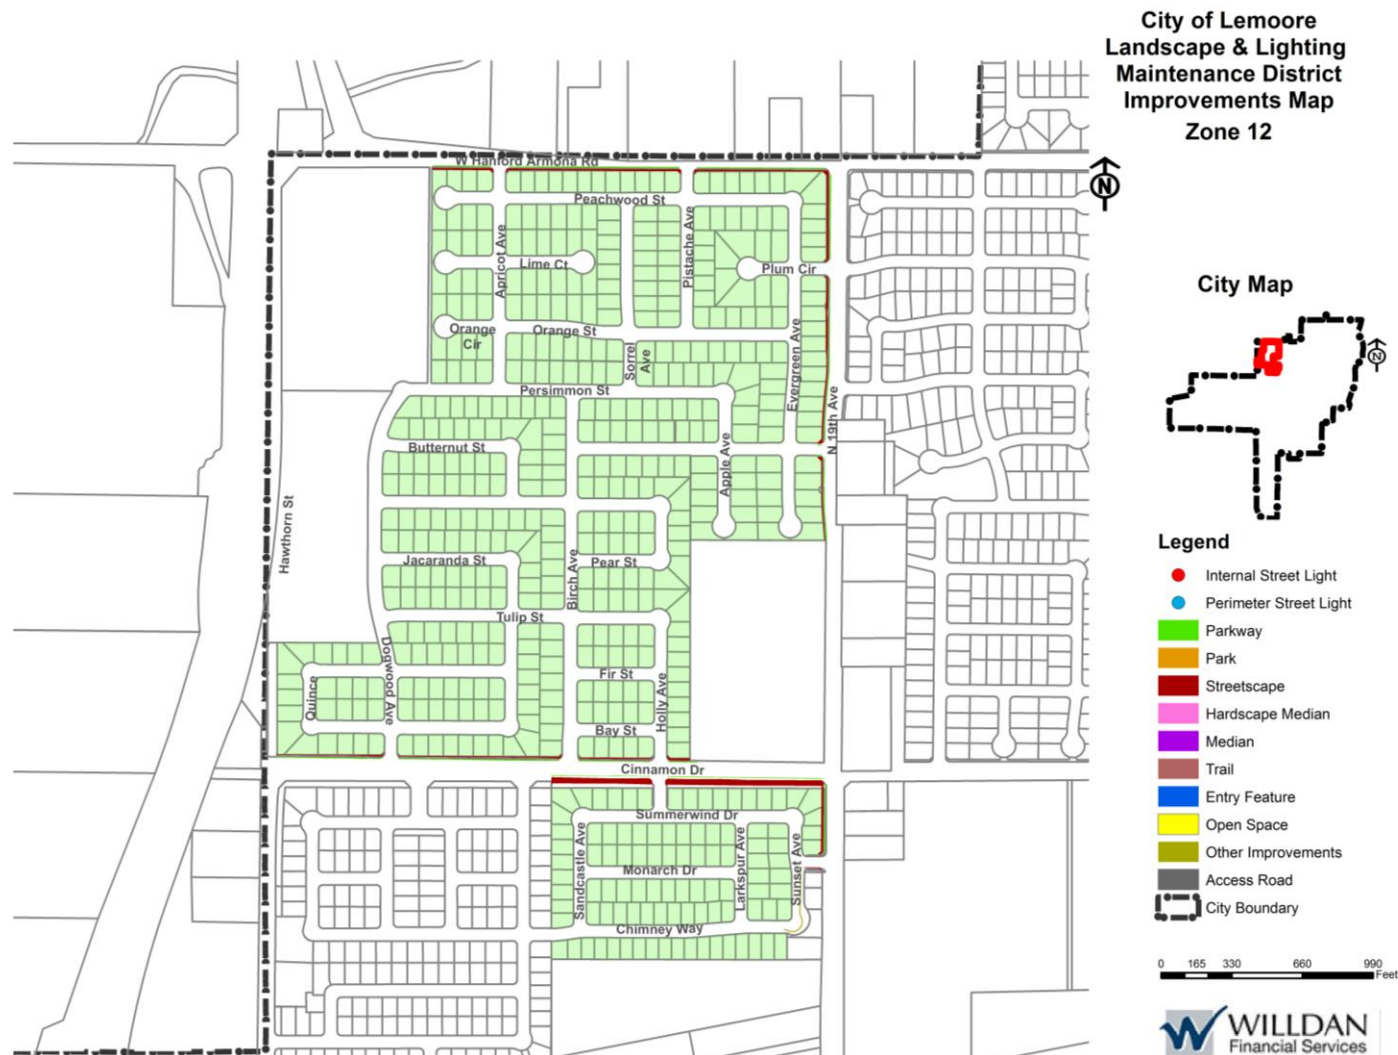 City of Lemoore
Landscape & Lighting
Maintenance District
Improvements Map
Zone 12
N
W Hanford Armona Rd
Peachwood St
Apricot Ave
Lime Ct
Pistache Ave
Plum Cir
Orange
Cir
Orange St
Sorrel
Ave
Evergreen Ave
Persimmon St
N 19th Ave
Butternut St
Apple Ave
Hawthorn St
Jacaranda St
Birch Ave
Pear St
Tulip St
Dogwood Ave
Quince
Fir St
Holly Ave
Bay St
Cinnamon Dr
Summerwind Dr
Sandcastle Ave
Monarch Dr
Larkspur Ave
Sunset Ave
Chimney Way
City Map
N
Legend
Internal Street Light
Perimeter Street Light
Parkway
Park
Streetscape
Hardscape Median
Median
Trail
Entry Feature
Open Space
Other Improvements
Access Road
City Boundary
0 165 330 660 990
Feet
W WILLDAN
Financial Services